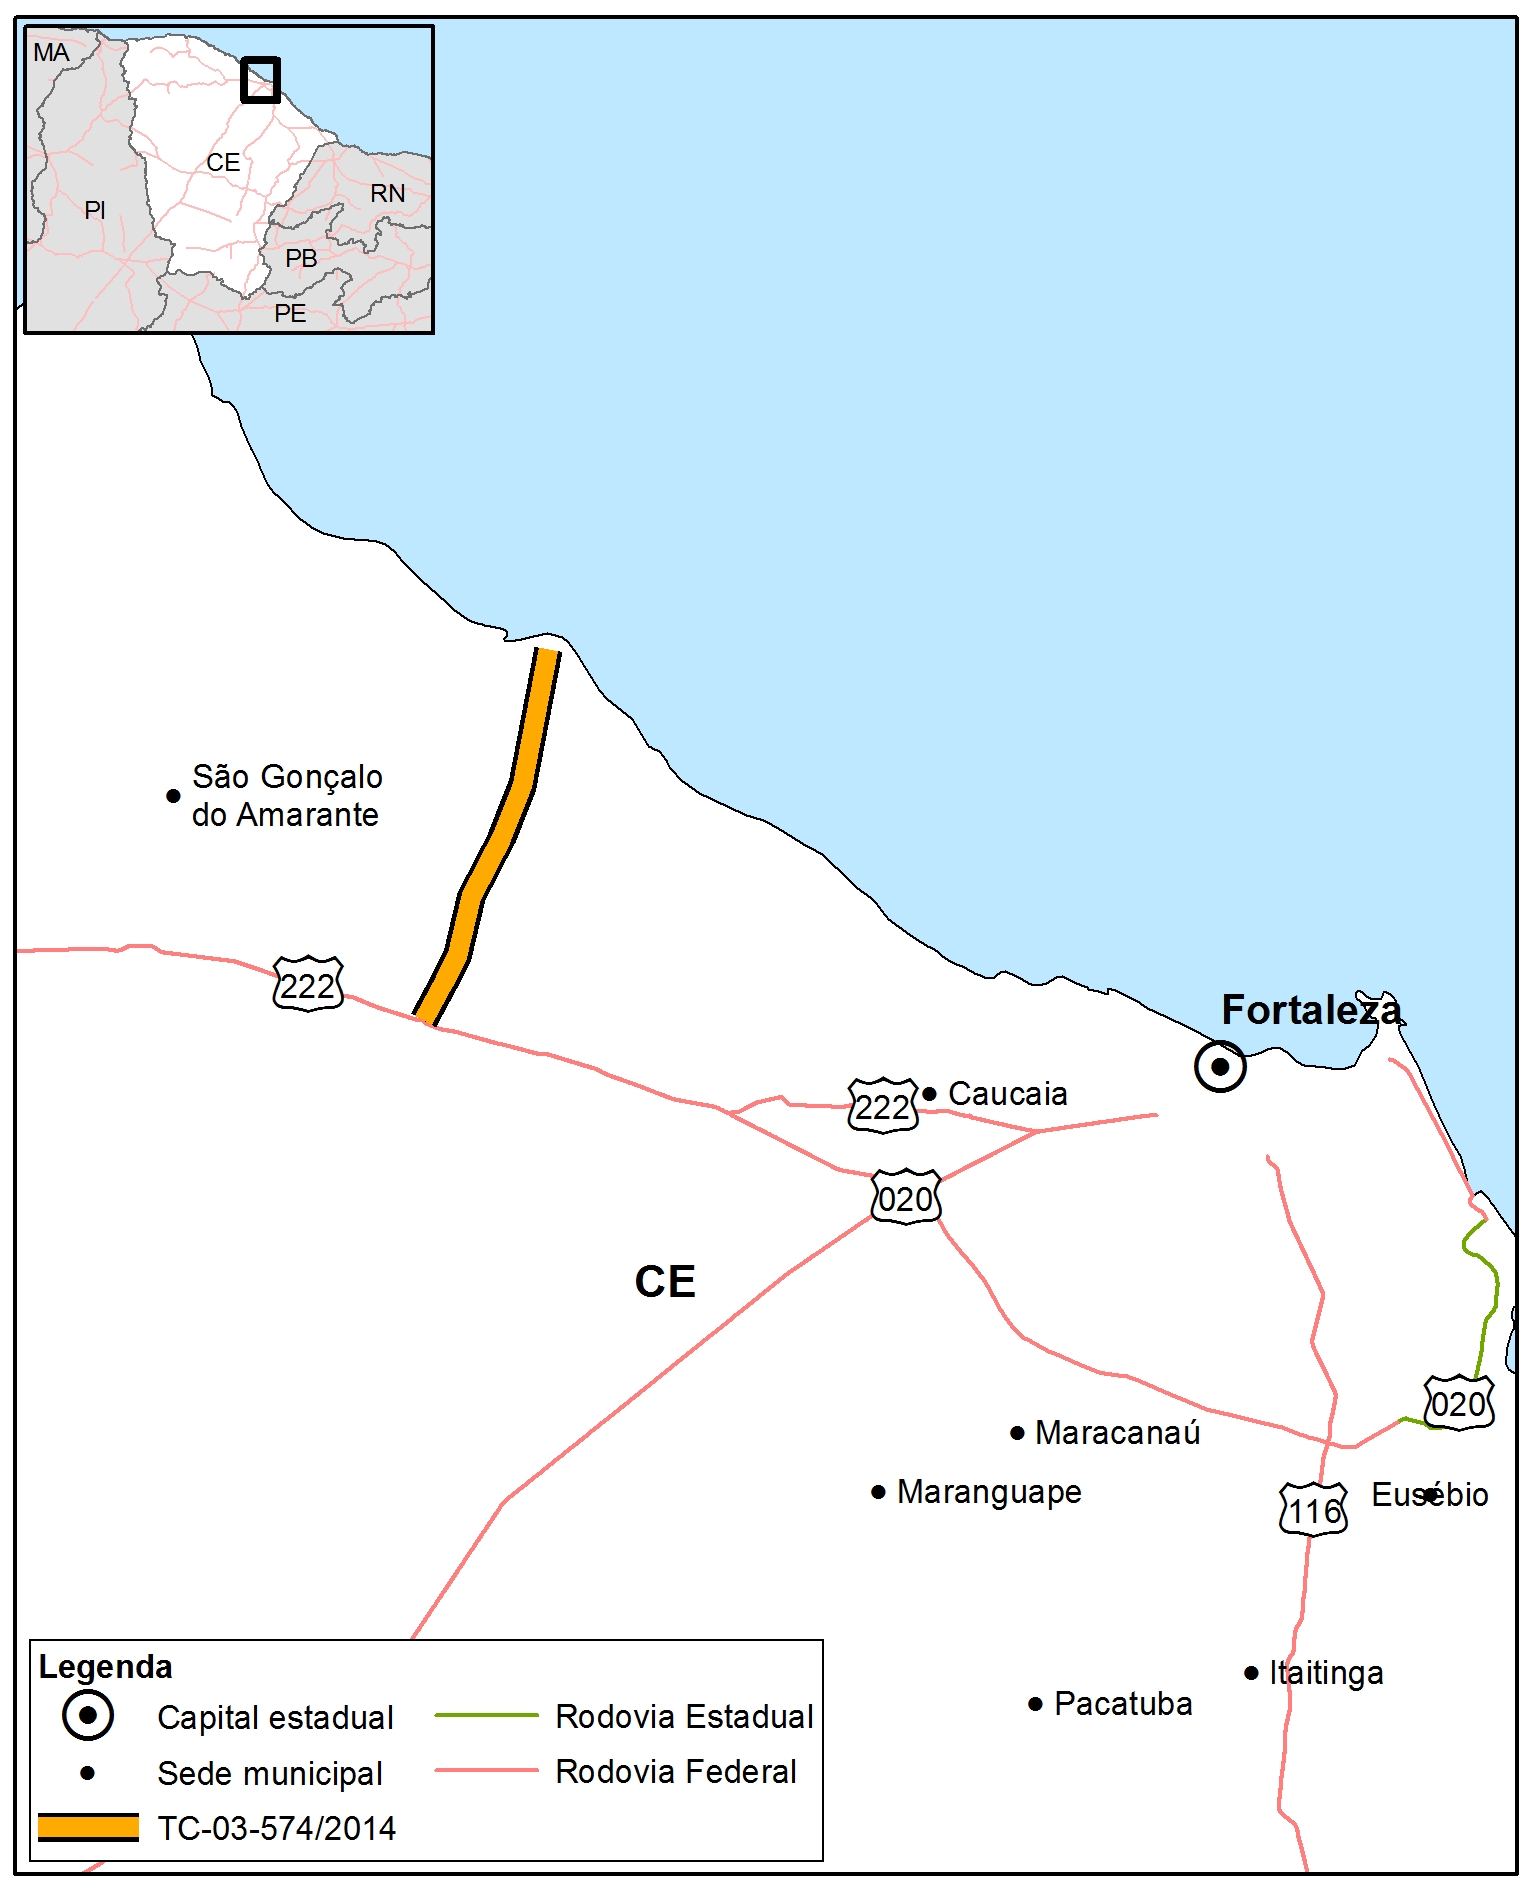 MA
CE
RN
PI
PB
PE
São Gonçalo
do Amarante
222
Fortaleza
222
Caucaia
020
CE
020
Maracanaú
Maranguape
Eusébio
116
Itaitinga
Pacatuba
Legenda
Capital estadual
Rodovia Estadual
Sede municipal
Rodovia Federal
TC-03-574/2014